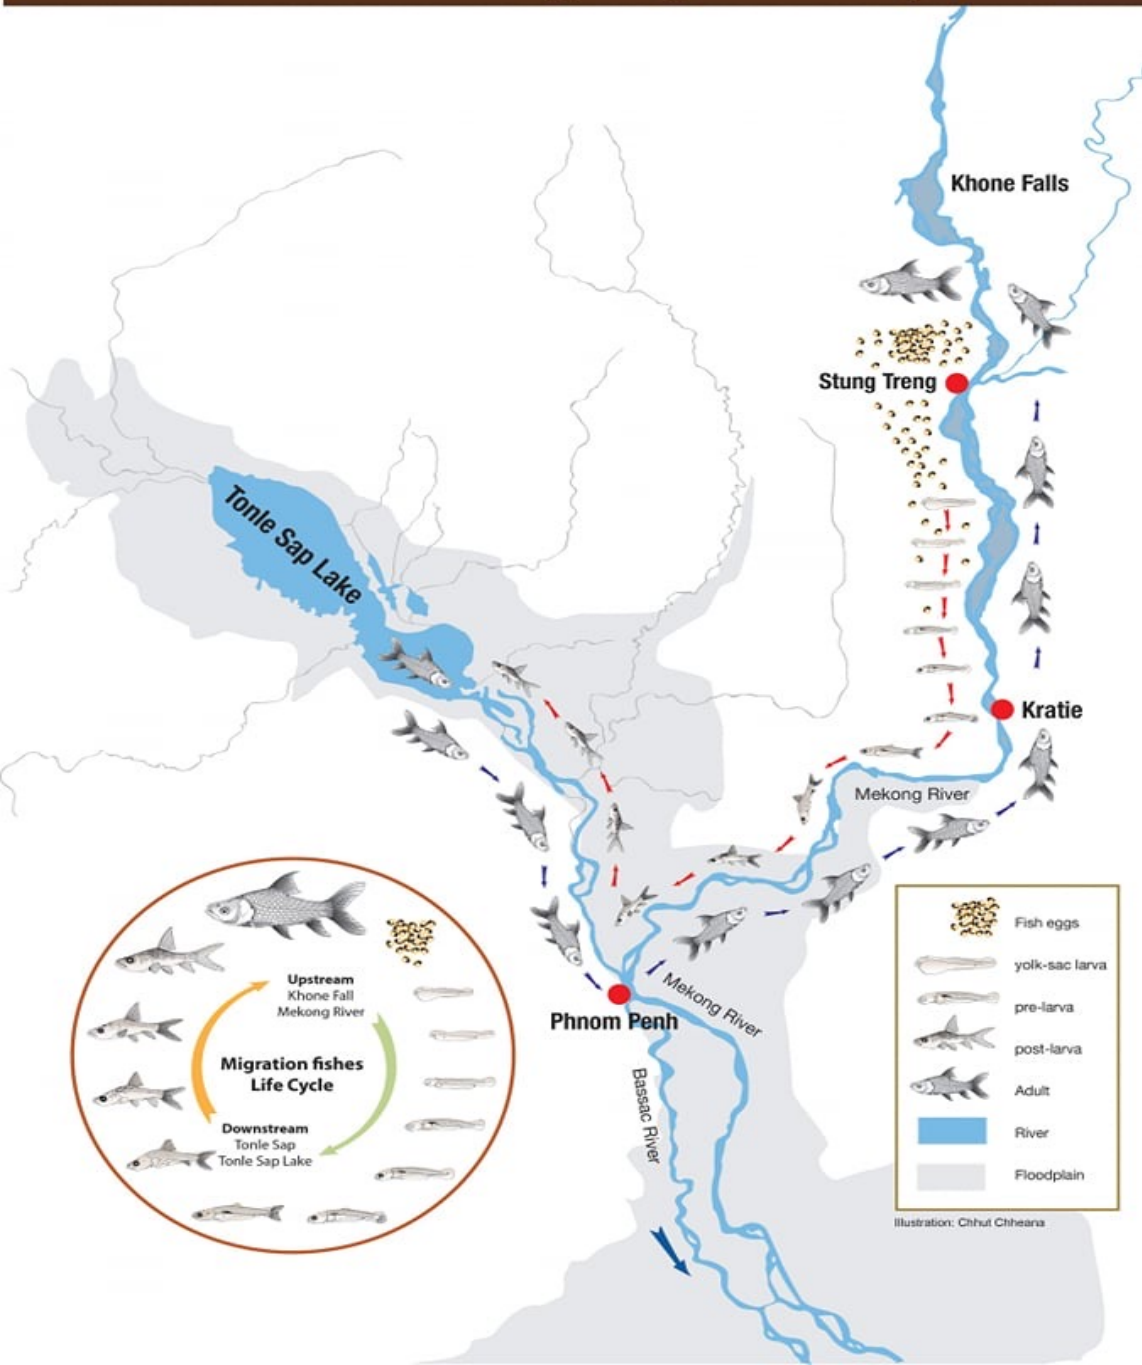 Khone Falls
Stung Treng
Tonle Sap Lake
Kratie
Mekong River
Mekong River
Phnom Penh
Bassac River
Upstream
Khone Fall
Mekong River
Migration fishes
Life Cycle
Downstream
Tonle Sap
Tonle Sap Lake
Fish eggs
yolk-sac larva
pre-larva
post-larva
Adult
River
Floodplain
Illustration: Chhut Chheana